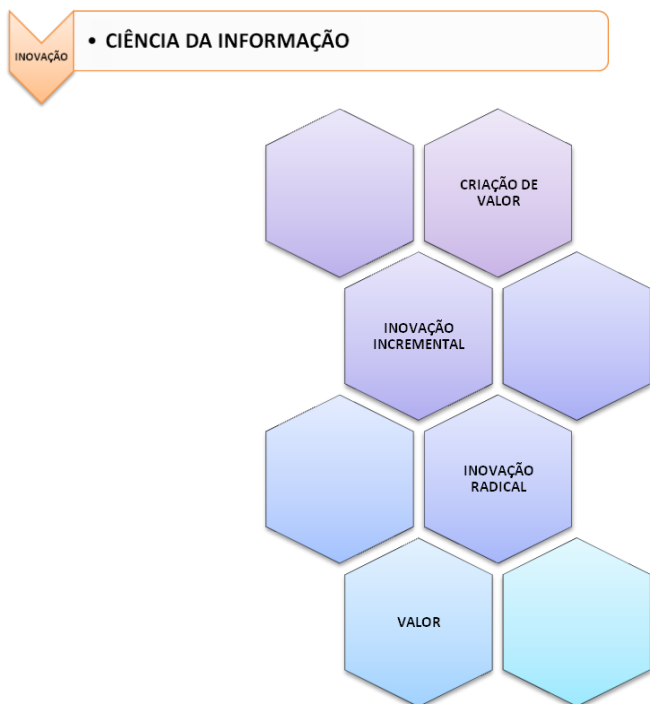 INOVAÇÃO
• CIÊNCIA DA INFORMAÇÃO
CRIAÇÃO DE
VALOR
INOVAÇÃO
INCREMENTAL
INOVAÇÃO
RADICAL
VALOR